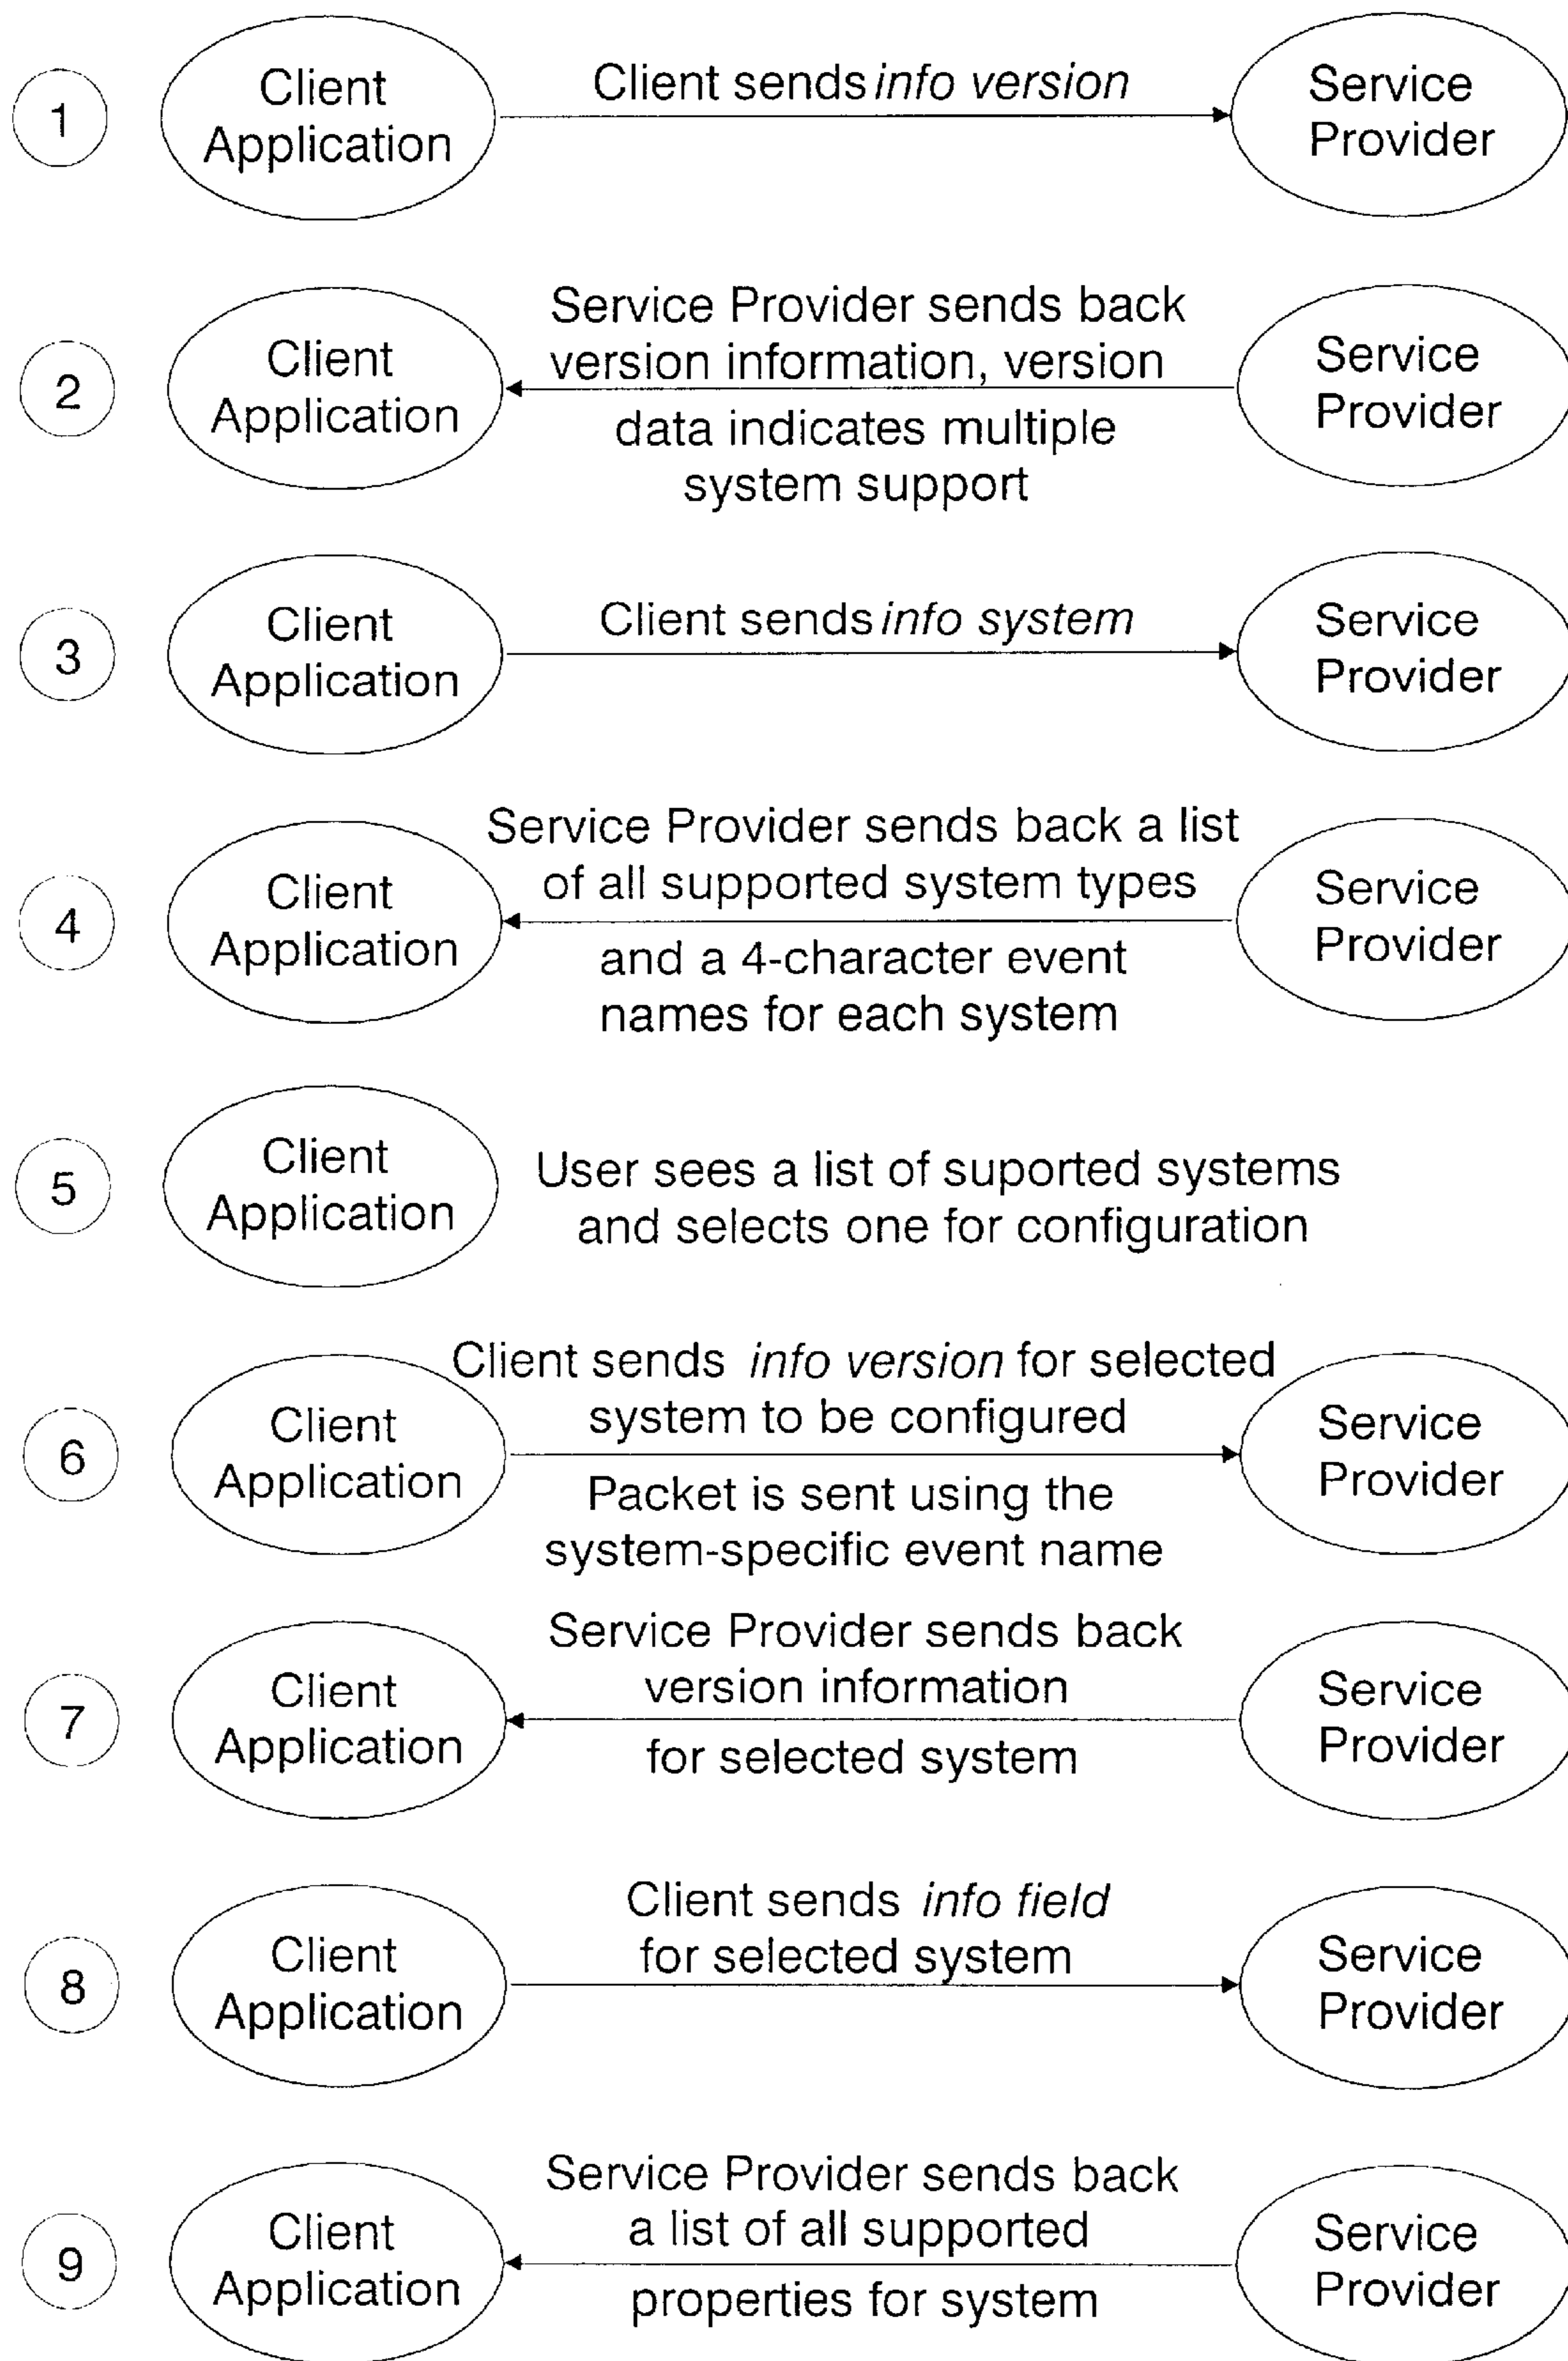 1
Client
Application
Client sends info version
Service
Provider
2
Client
Application
Service Provider sends back
version information, version
data indicates multiple
system support
Service
Provider
3
Client
Application
Client sends info system
Service
Provider
4
Client
Application
Service Provider sends back a list
of all supported system types
and a 4-character event
names for each system
Service
Provider
5
Client
Application
User sees a list of suported systems
and selects one for configuration
6
Client
Application
Client sends info version for selected
system to be configured
Packet is sent using the
system-specific event name
Service
Provider
7
Client
Application
Service Provider sends back
version information
for selected system
Service
Provider
8
Client
Application
Client sends info field
for selected system
Service
Provider
9
Client
Application
Service Provider sends back
a list of all supported
properties for system
Service
Provider